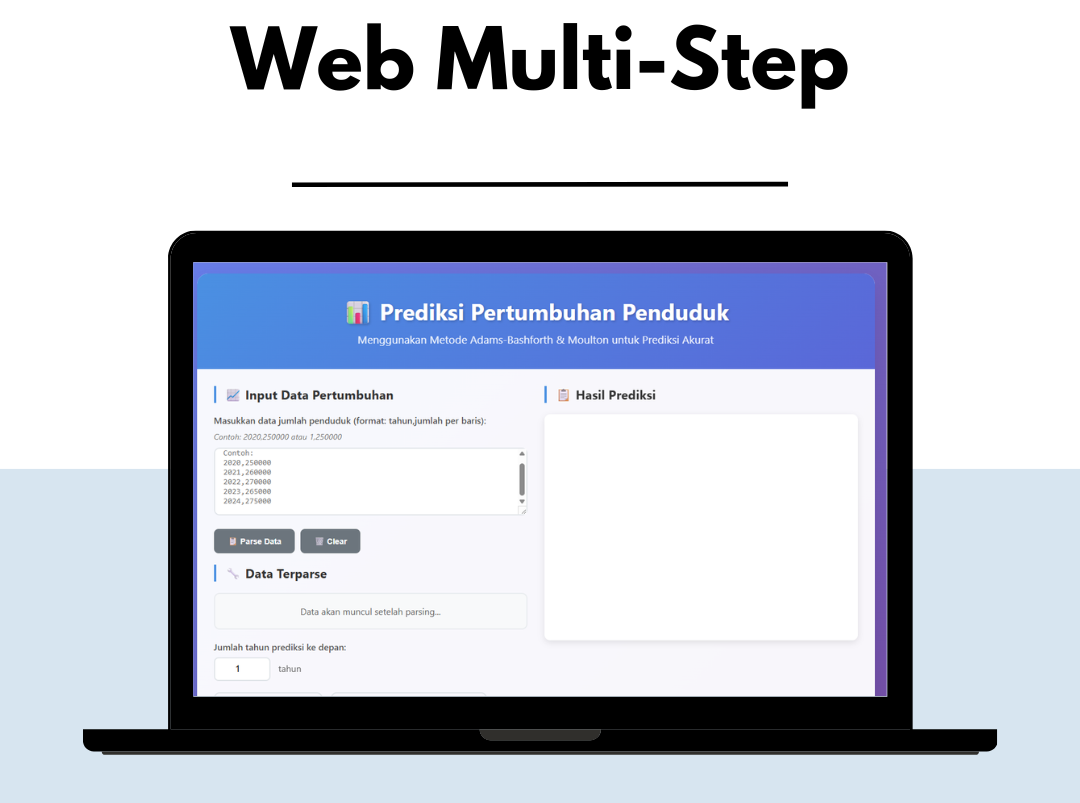 Web Multi-Step
Prediksi Pertumbuhan Penduduk
Menggunakan Metode Adams-Bashforth & Moulton untuk Prediksi Akurat
Input Data Pertumbuhan
Masukkan data jumlah penduduk (format: tahun,jumlah per baris):
Contoh: 2020,250000 atau 1,250000
Contoh:
2020,250000
2021,260000
2022,270000
2023,265000
2024,275000
Parse Data
Clear
Data Terparse
Data akan muncul setelah parsing...
Jumlah tahun prediksi ke depan:
1 tahun
Hasil Prediksi